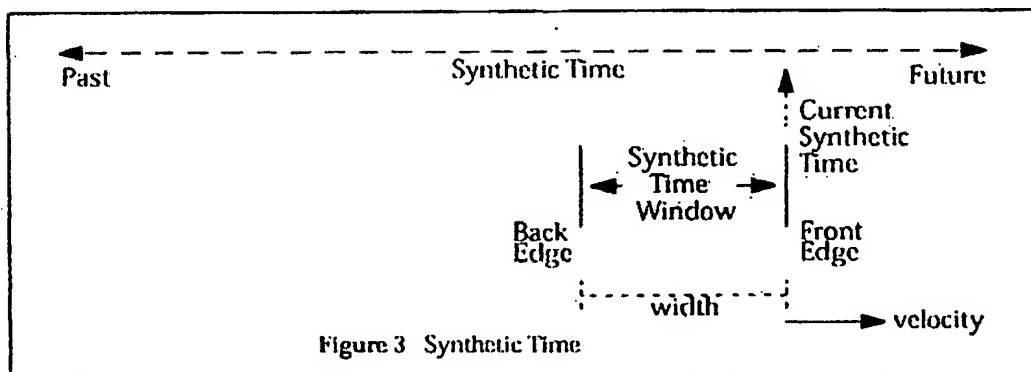 Past
Synthetic Time
Future
Current
Synthetic
Time
Synthetic
Time
Window
Back
Edge
Front
Edge
width
velocity
Figure 3 Synthetic Time